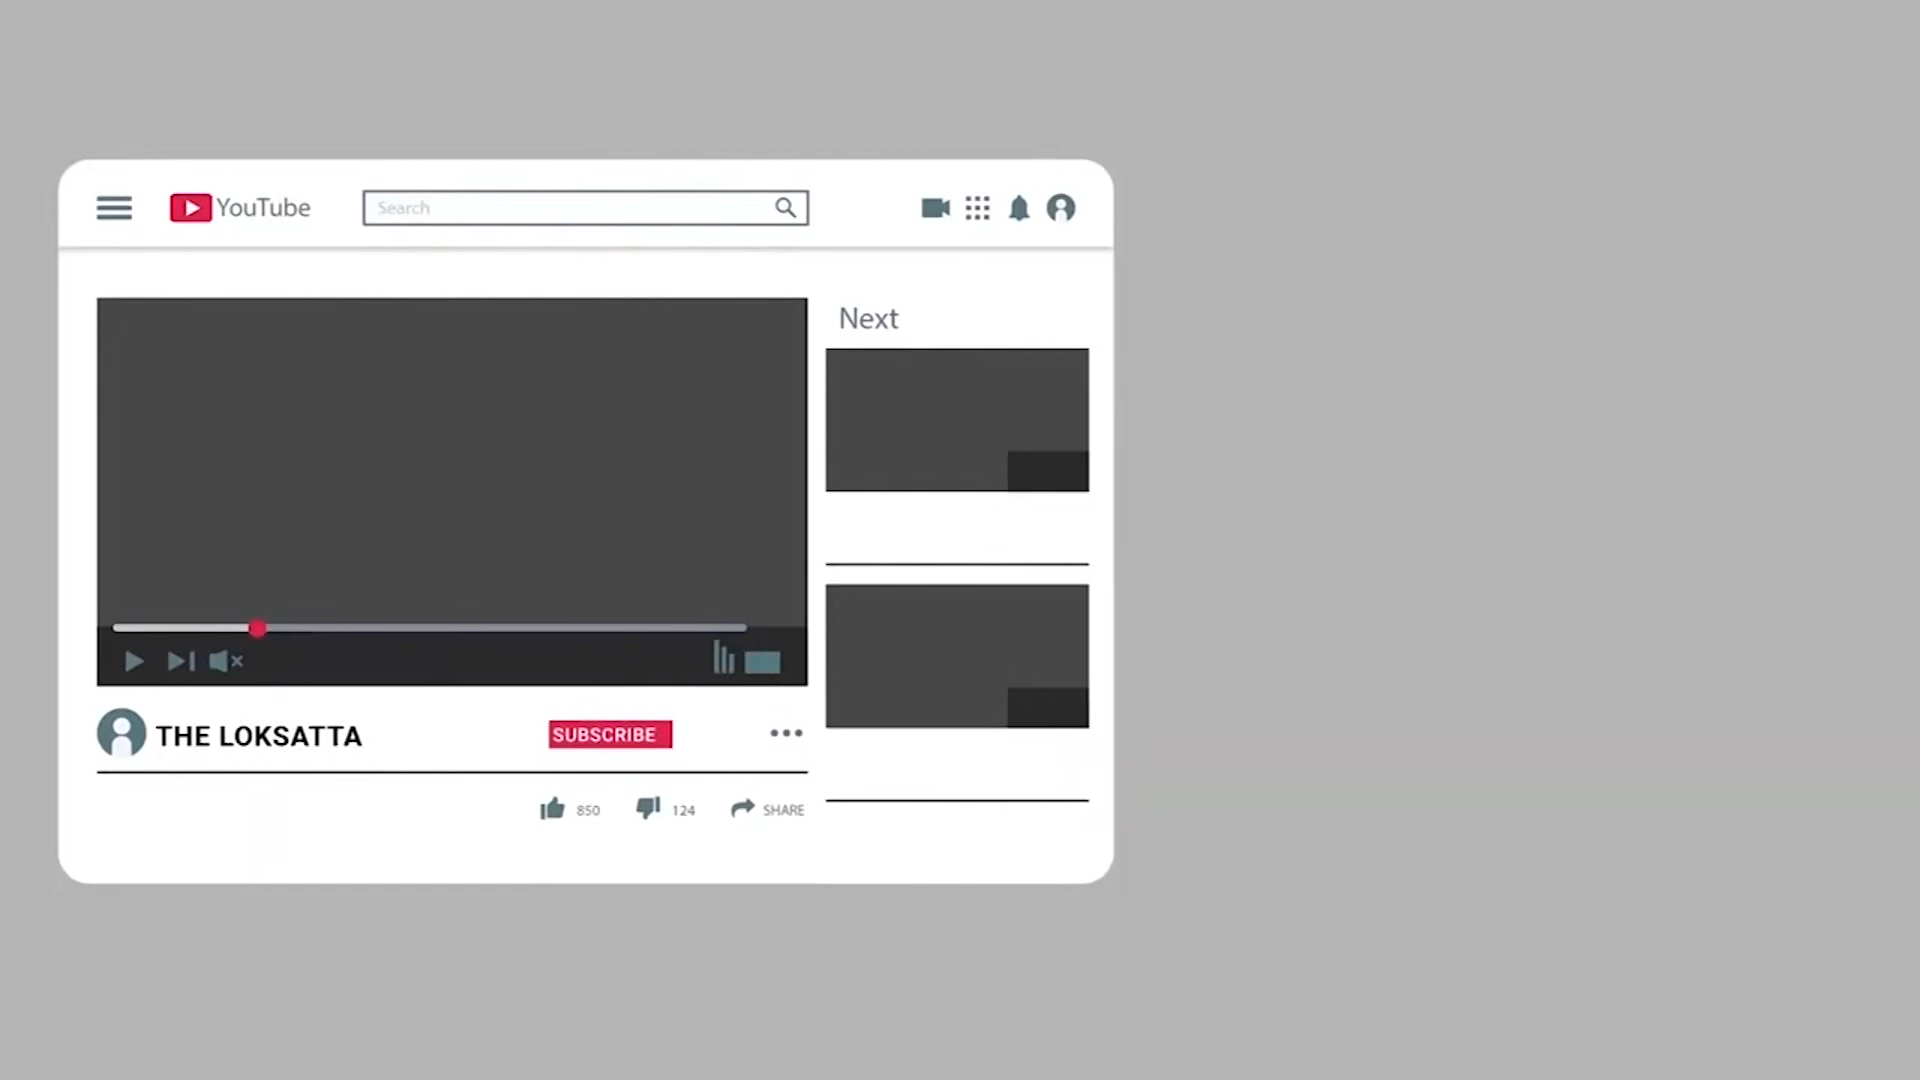 YouTube
Search
Next
THE LOKSATTA
SUBSCRIBE
850
124
SHARE